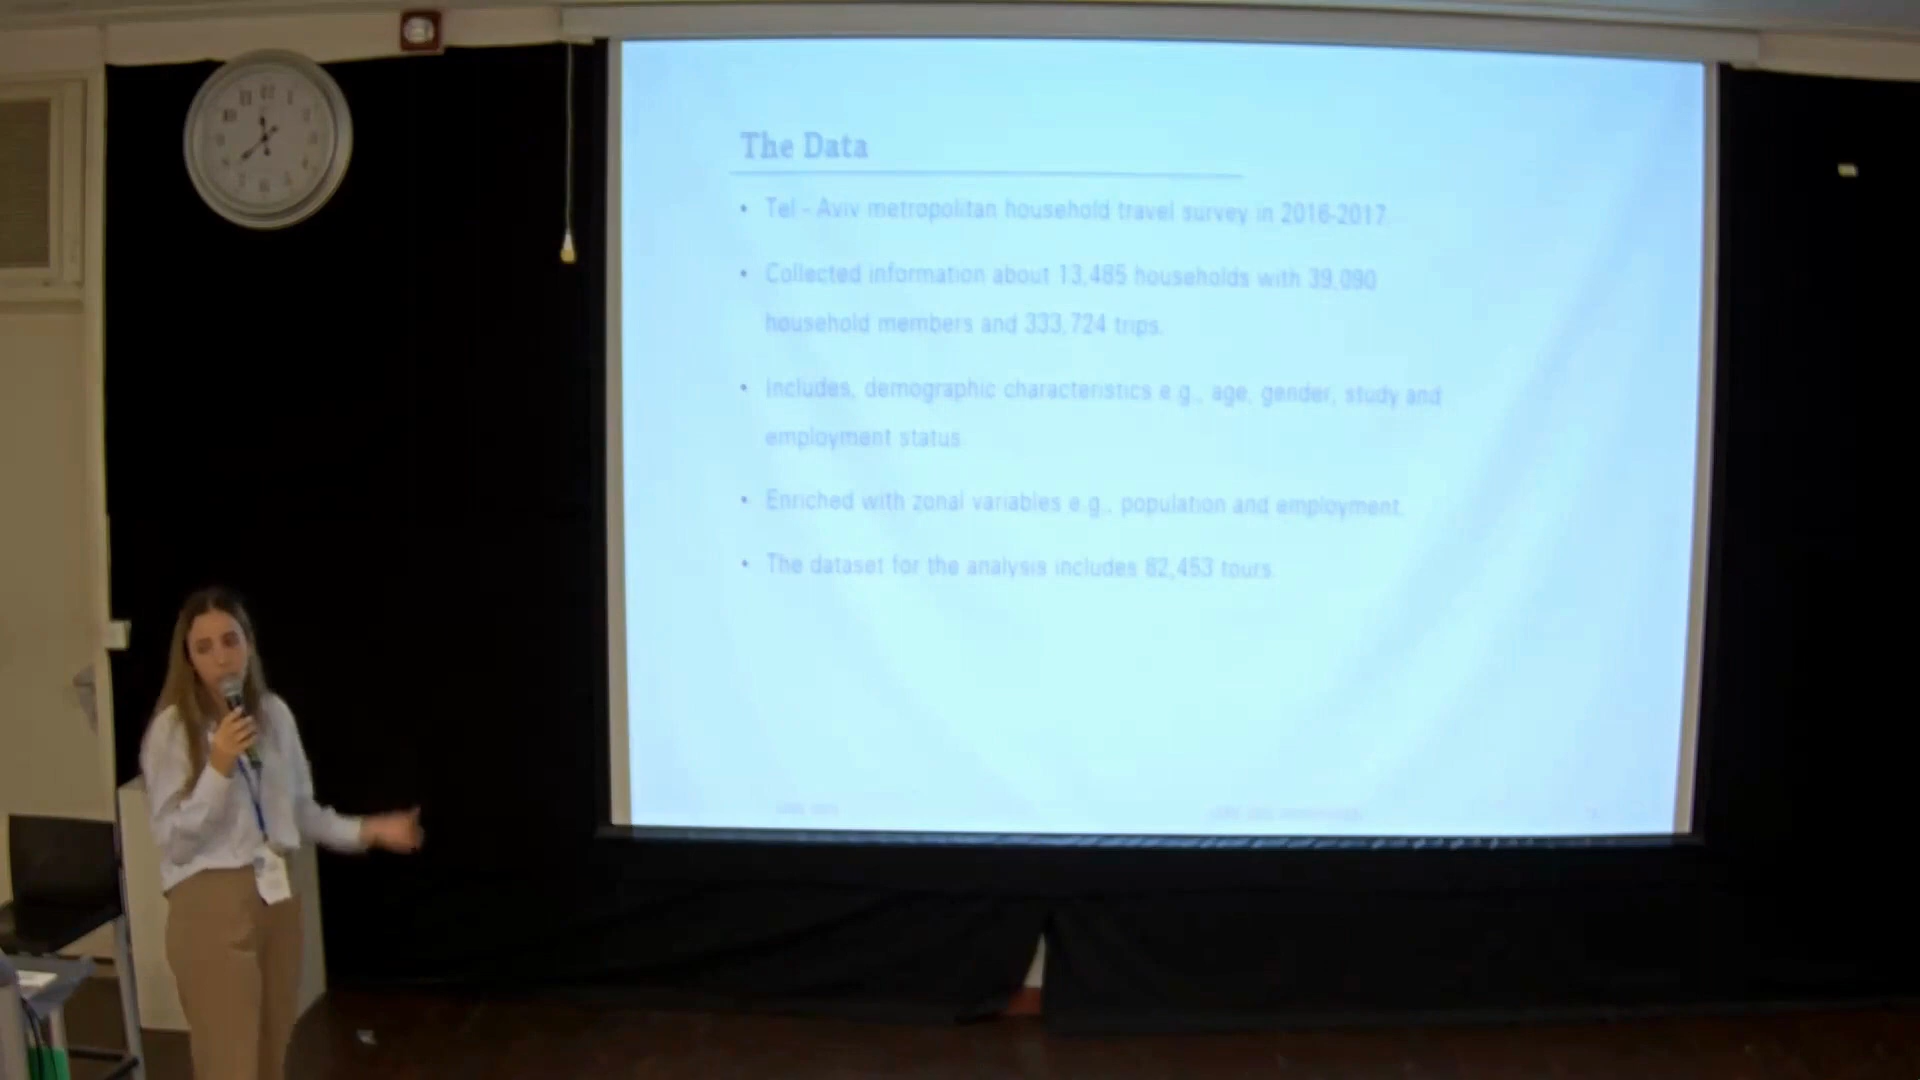 The Data
• Tel - Aviv metropolitan household travel survey in 2016-2017.
• Collected information about 13,485 households with 39,090
household members and 333,724 trips.
• Includes, demographic characteristics e.g., age, gender, study and
employment status
• Enriched with zonal variables e.g., population and employment.
• The dataset for the analysis includes 82,453 tours.